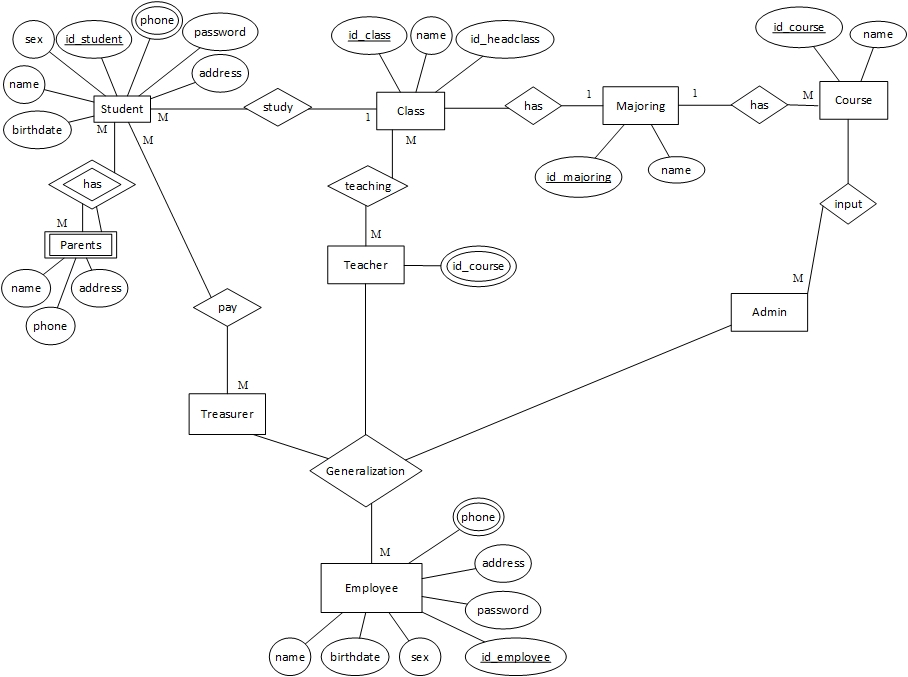 phone
id_course
sex
id_student
password
id_class
name
id_headclass
name
address
name
Student
M
study
1
Class
has
1
Majoring
1
has
M
Course
birthdate
M
M
M
id_majoring
name
has
teaching
input
M
Parents
M
Teacher
id_course
name
address
M
phone
pay
Admin
M
Treasurer
Generalization
phone
M
address
Employee
password
name
birthdate
sex
id_employee